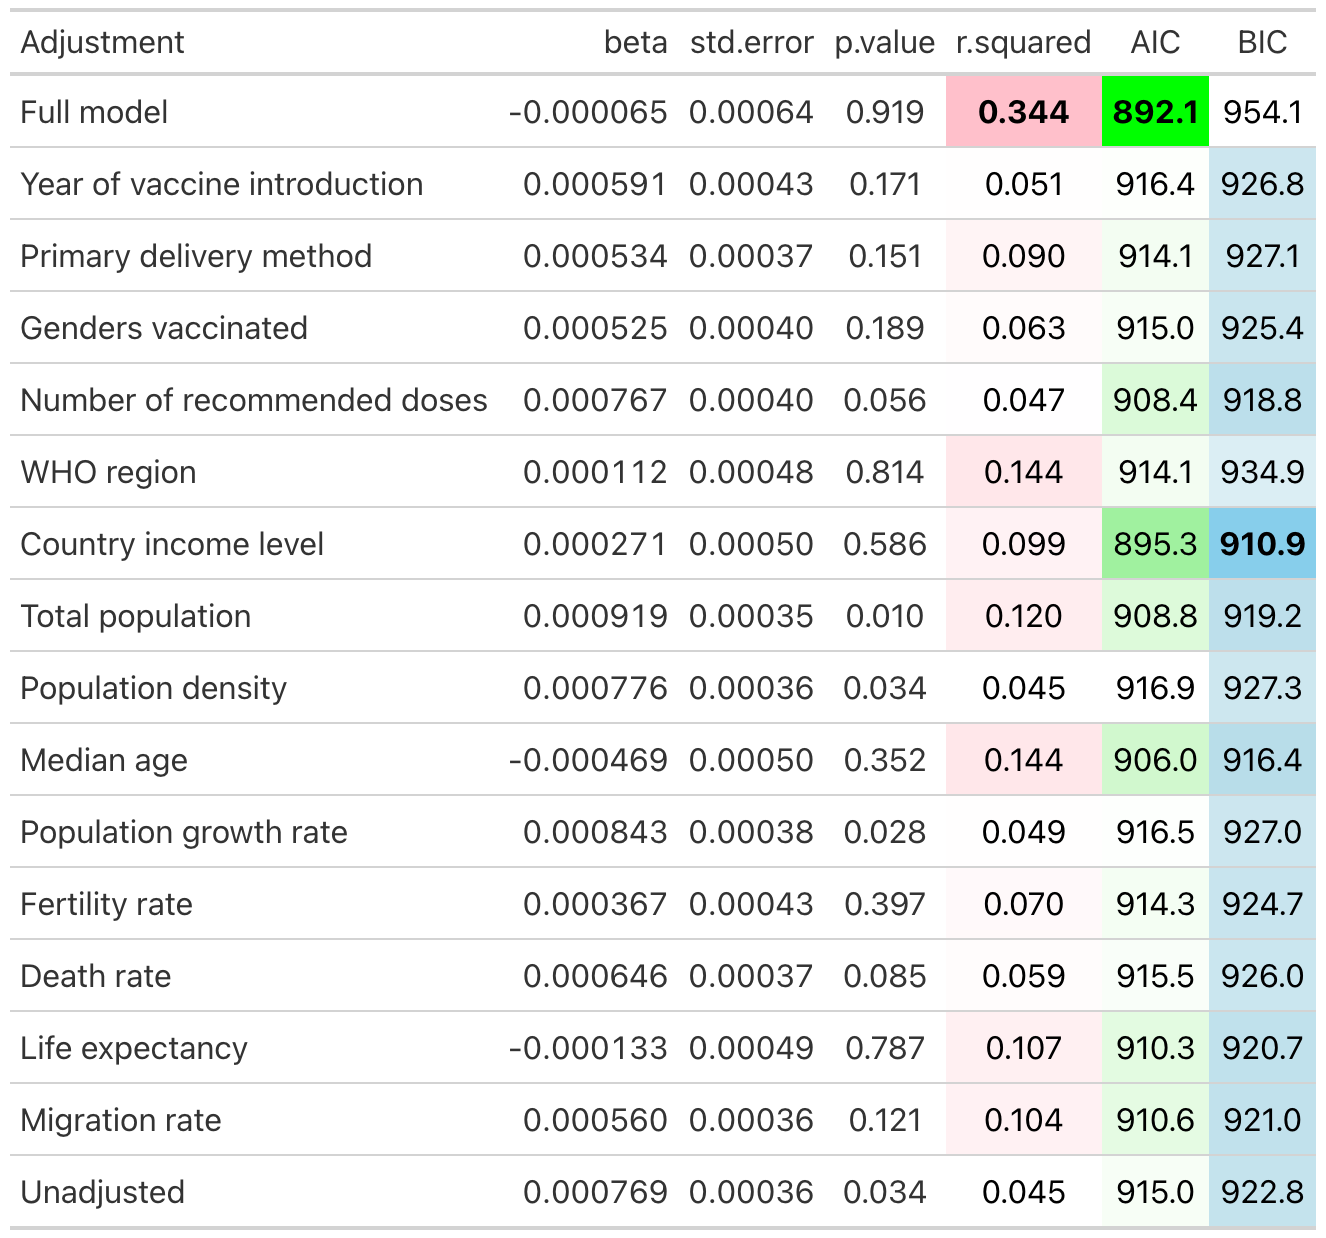 Adjustment beta std.error p.value r.squared AIC BIC
Full model -0.000065 0.00064 0.919 0.344 892.1 954.1
Year of vaccine introduction 0.000591 0.00043 0.171 0.051 916.4 926.8
Primary delivery method 0.000534 0.00037 0.151 0.090 914.1 927.1
Genders vaccinated 0.000525 0.00040 0.189 0.063 915.0 925.4
Number of recommended doses 0.000767 0.00040 0.056 0.047 908.4 918.8
WHO region 0.000112 0.00048 0.814 0.144 914.1 934.9
Country income level 0.000271 0.00050 0.586 0.099 895.3 910.9
Total population 0.000919 0.00035 0.010 0.120 908.8 919.2
Population density 0.000776 0.00036 0.034 0.045 916.9 927.3
Median age -0.000469 0.00050 0.352 0.144 906.0 916.4
Population growth rate 0.000843 0.00038 0.028 0.049 916.5 927.0
Fertility rate 0.000367 0.00043 0.397 0.070 914.3 924.7
Death rate 0.000646 0.00037 0.085 0.059 915.5 926.0
Life expectancy -0.000133 0.00049 0.787 0.107 910.3 920.7
Migration rate 0.000560 0.00036 0.121 0.104 910.6 921.0
Unadjusted 0.000769 0.00036 0.034 0.045 915.0 922.8